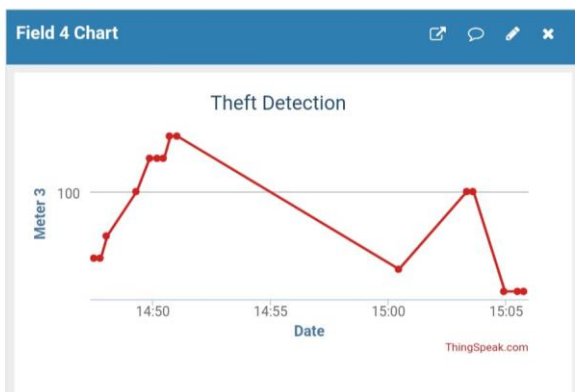 Field 4 Chart
Theft Detection
Meter 3
100
14:50 14:55 15:00 15:05
Date
ThingSpeak.com